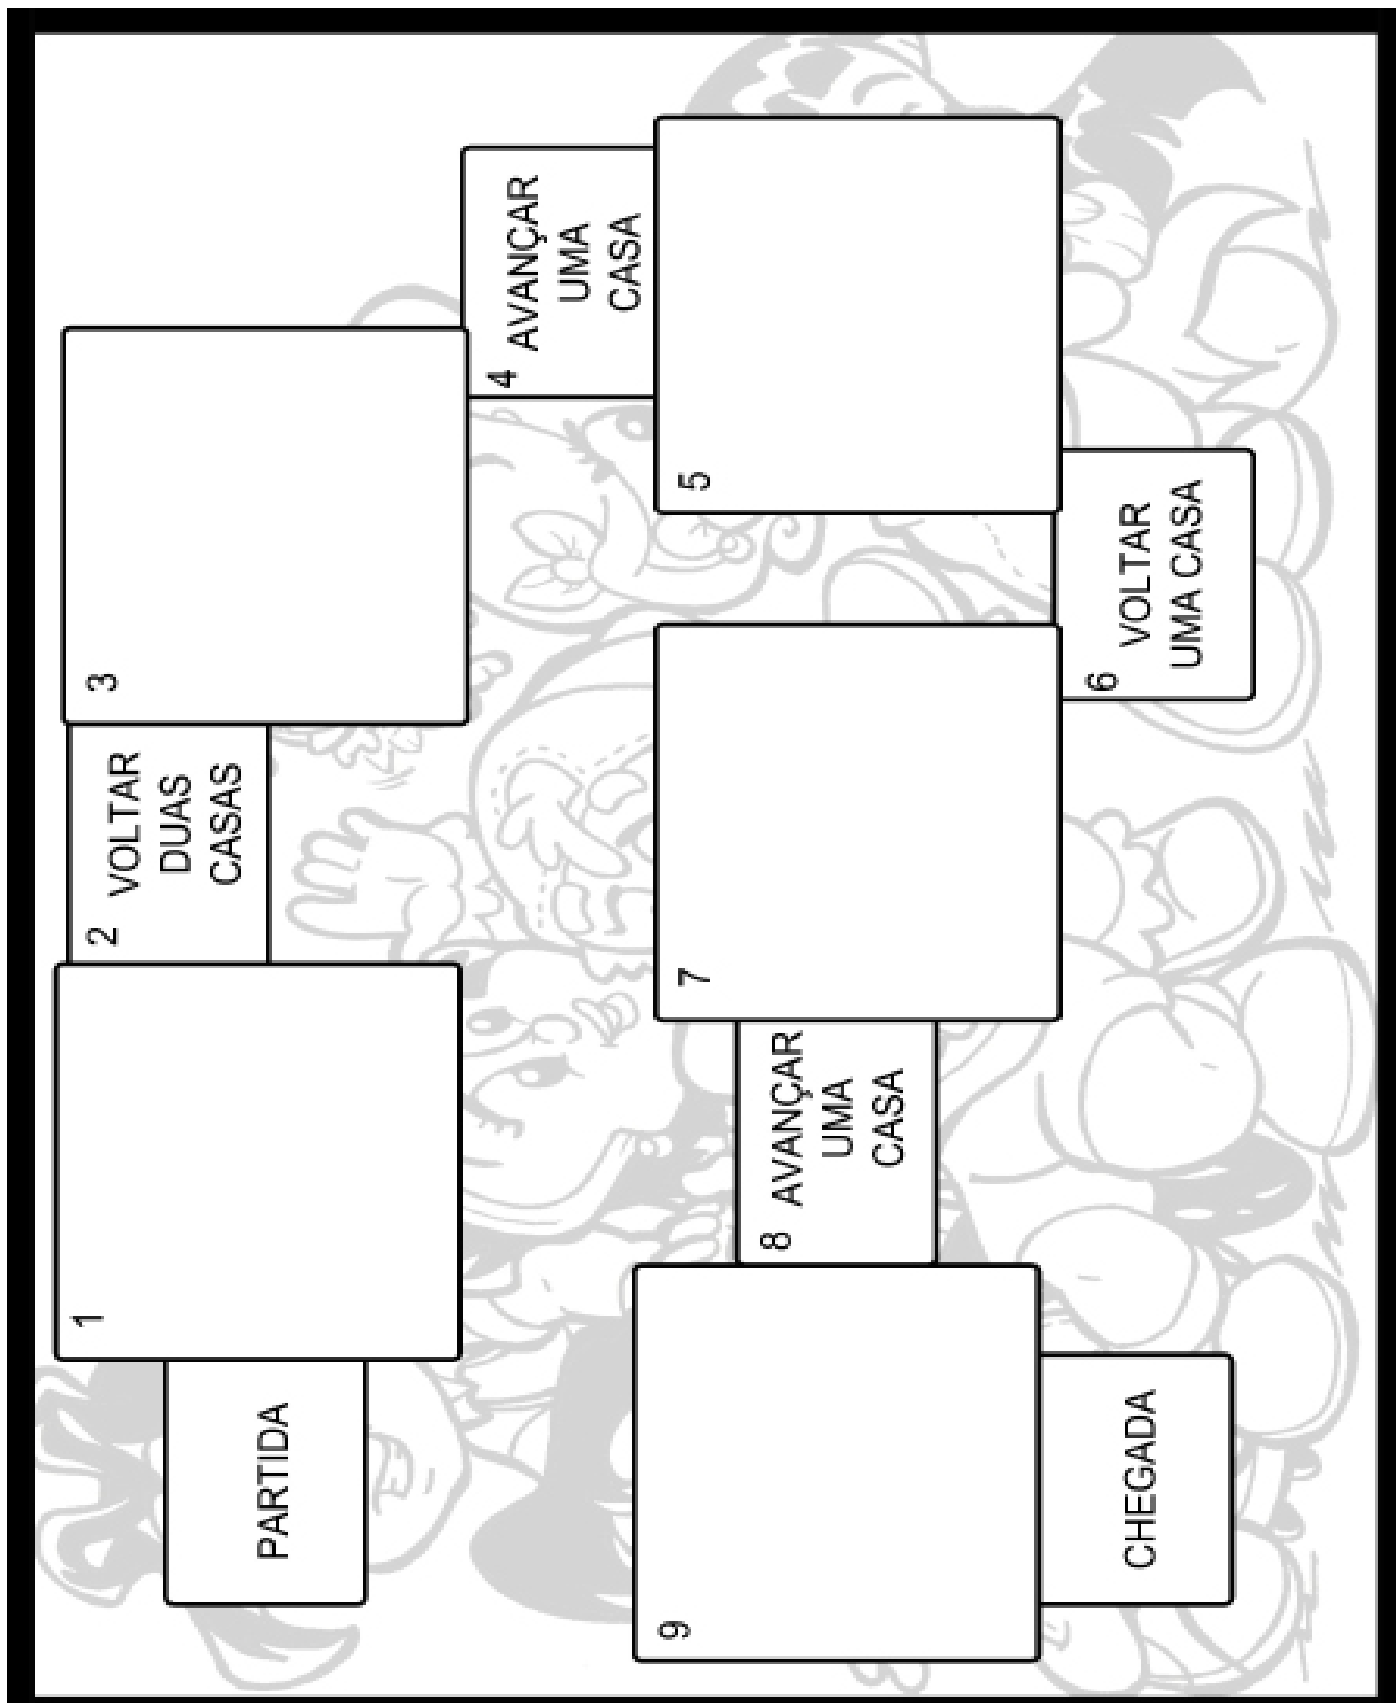 PARTIDA
1
2
VOLTAR
DUAS
CASAS
3
4
AVANÇAR
UMA
CASA
5
6
VOLTAR
UMA CASA
7
8
AVANÇAR
UMA
CASA
9
CHEGADA